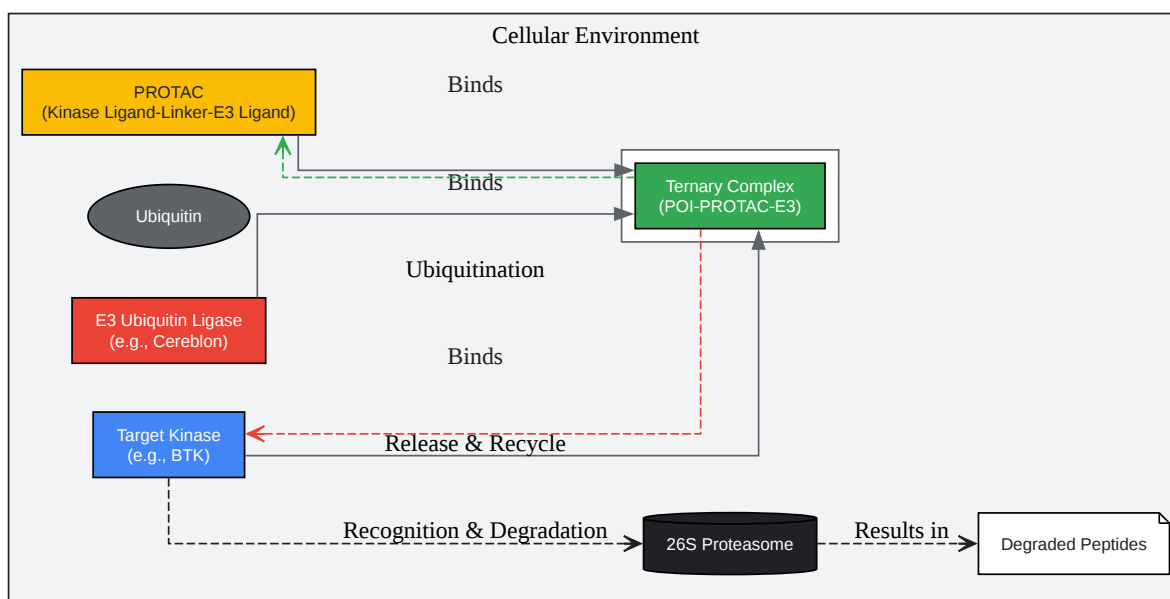 Cellular Environment
Binds
PROTAC
(Kinase Ligand-Linker-E3 Ligand)
Binds
Ternary Complex
(POI-PROTAC-E3)
Ubiquitin
Ubiquitination
E3 Ubiquitin Ligase
(e.g., Cereblon)
Binds
Target Kinase
(e.g., BTK)
Release & Recycle
Recognition & Degradation
26S Proteasome
Results in
Degraded Peptides